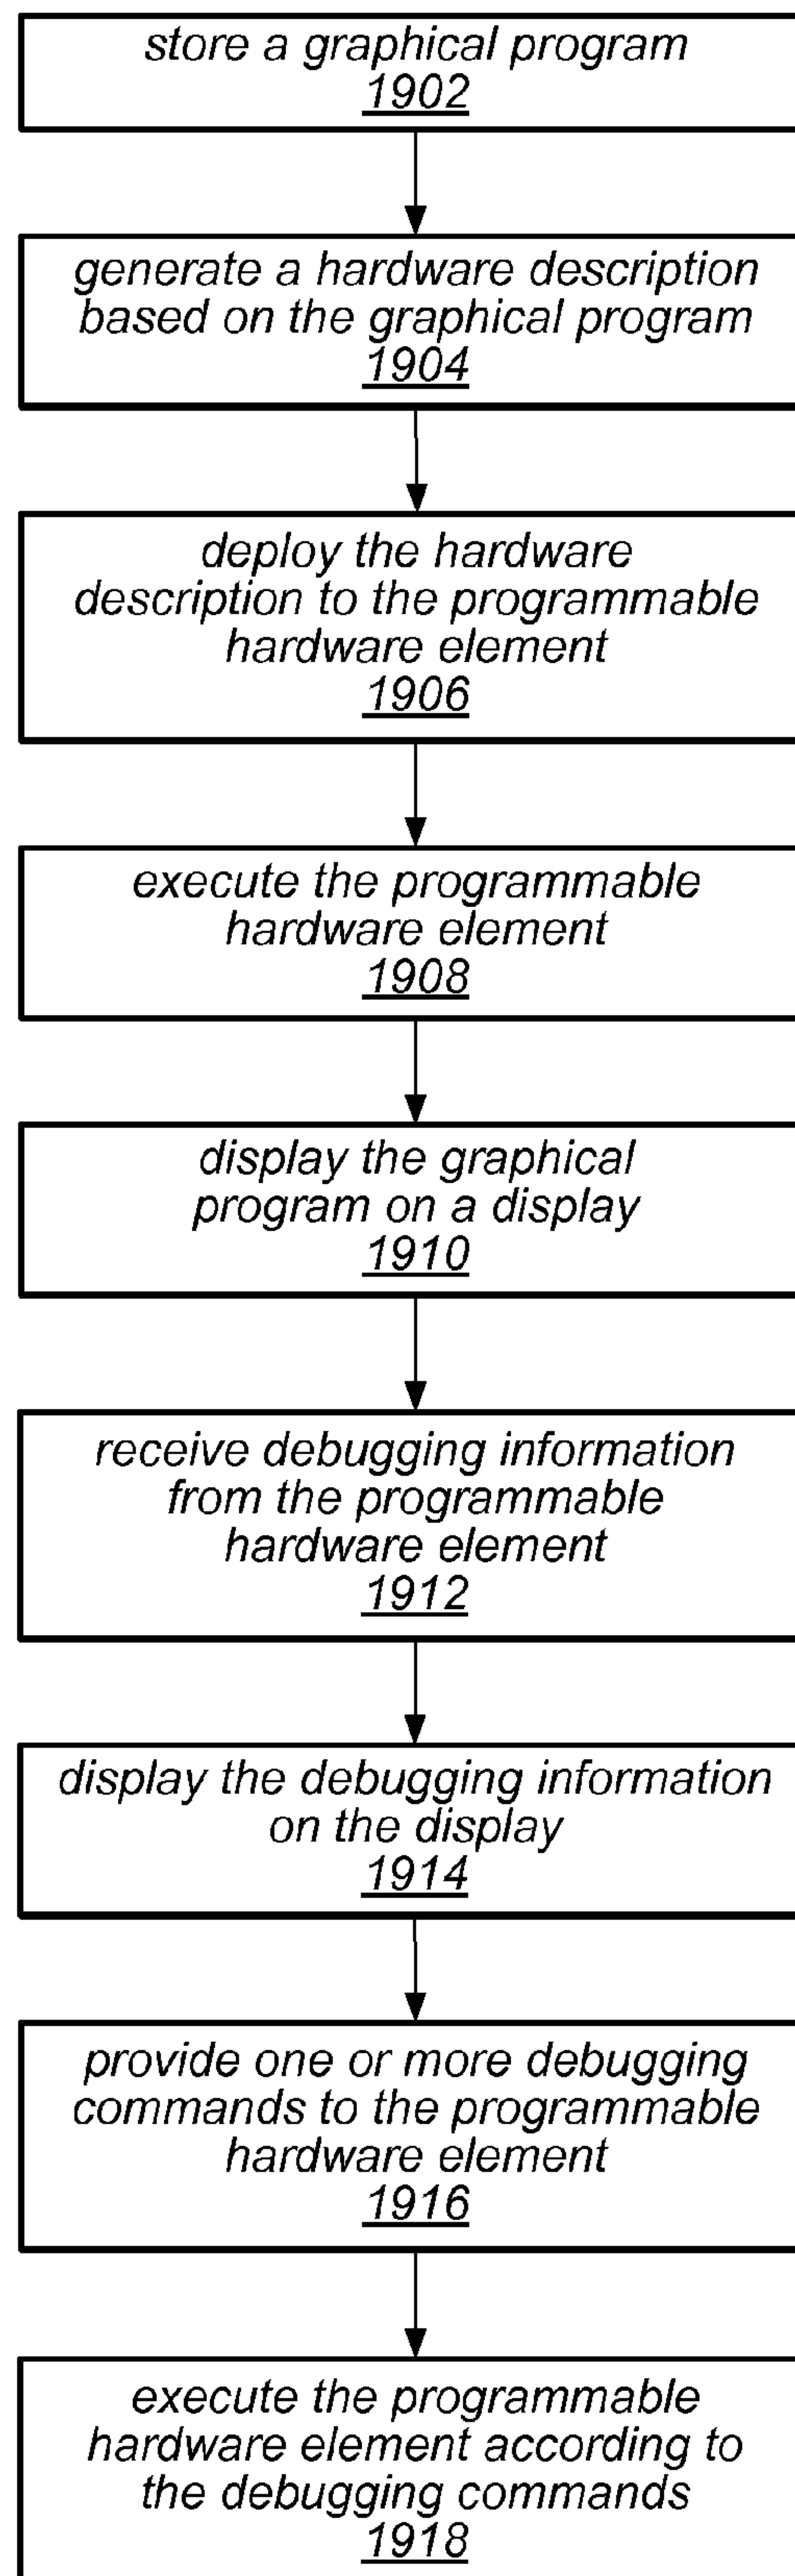 store a graphical program
1902
generate a hardware description
based on the graphical program
1904
deploy the hardware
description to the programmable
hardware element
1906
execute the programmable
hardware element
1908
display the graphical
program on a display
1910
receive debugging information
from the programmable
hardware element
1912
display the debugging information
on the display
1914
provide one or more debugging
commands to the programmable
hardware element
1916
execute the programmable
hardware element according to
the debugging commands
1918